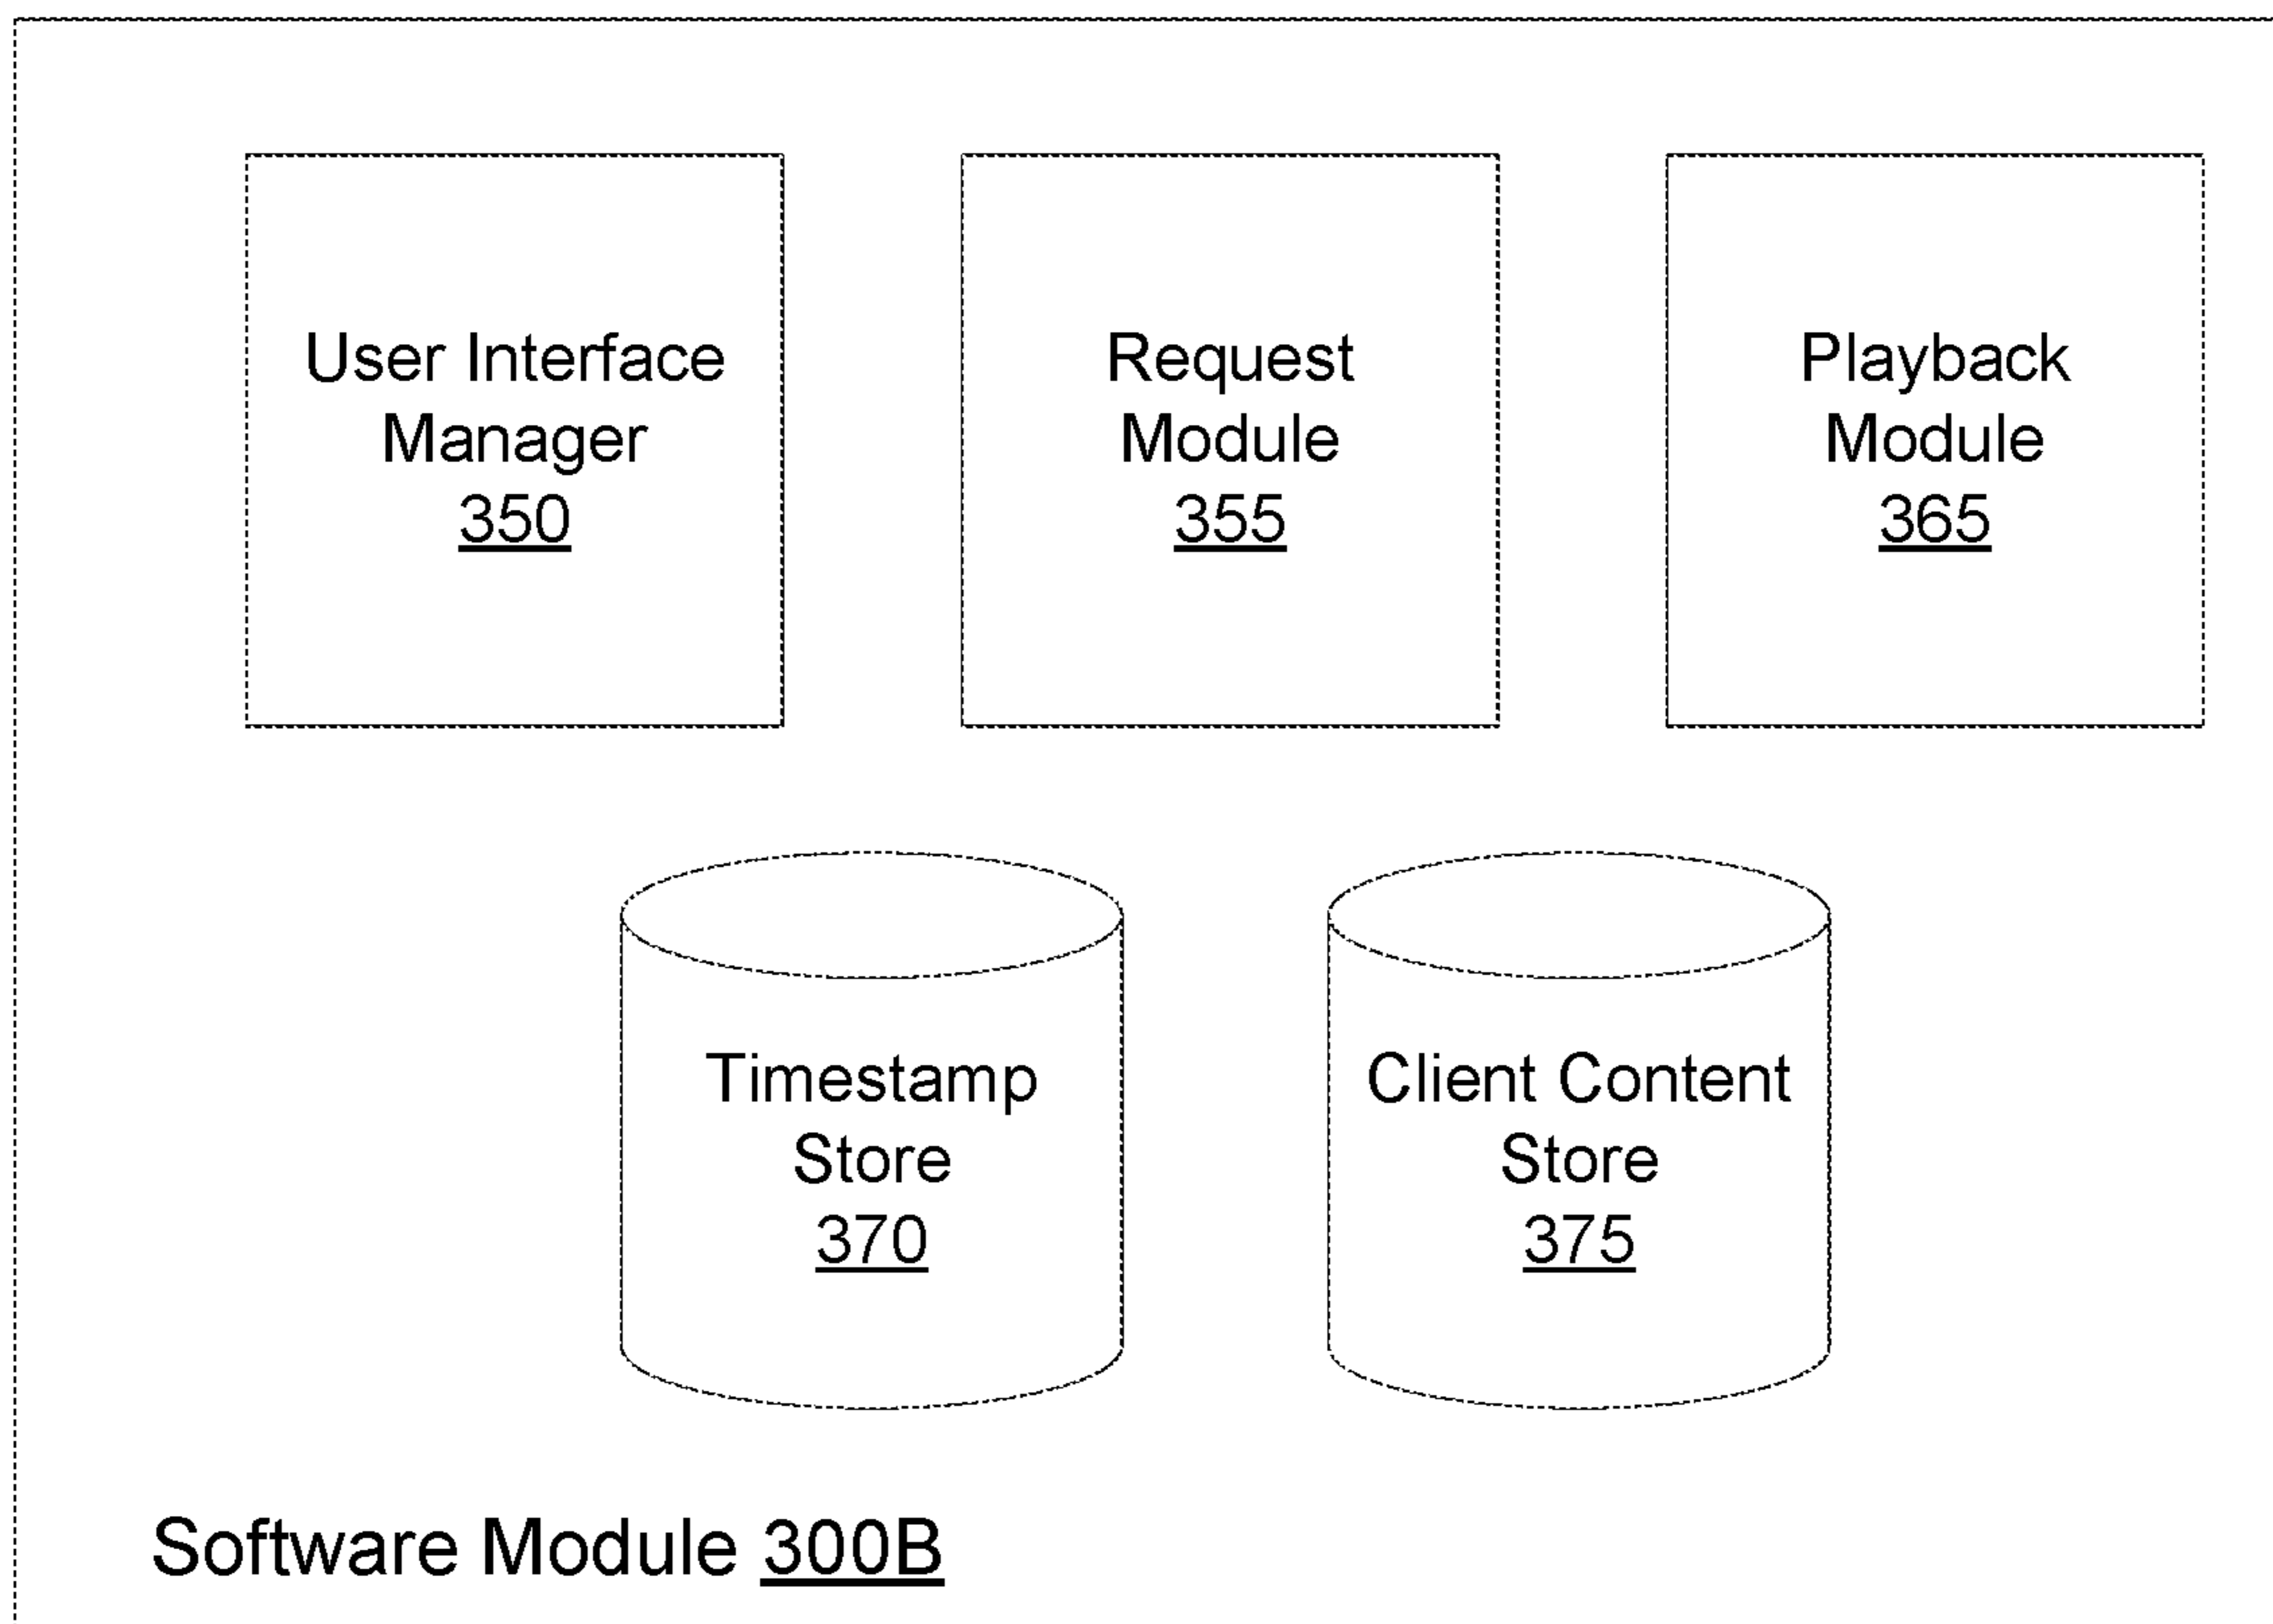 User Interface
Manager
350
Request
Module
355
Playback
Module
365
Timestamp
Store
370
Client Content
Store
375
Software Module 300B